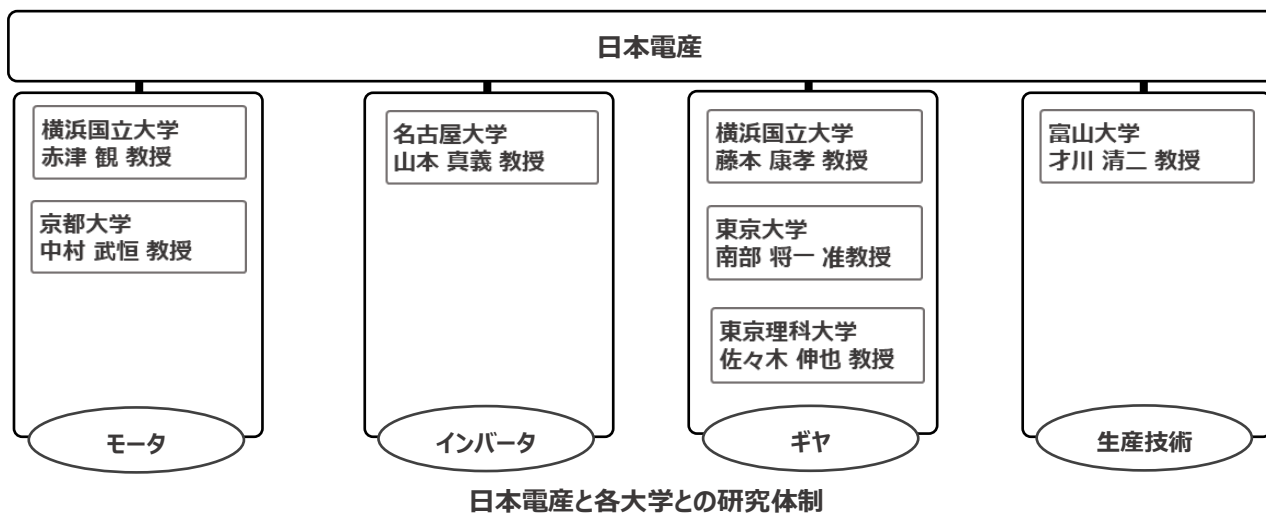 日本電産
横浜国立大学
赤津 観 教授
京都大学
中村 武恒 教授
モータ
名古屋大学
山本 真義 教授
インバータ
横浜国立大学
藤本 康孝 教授
東京大学
南部 将一 准教授
東京理科大学
佐々木 伸也 教授
ギヤ
富山大学
才川 清二 教授
生産技術
日本電産と各大学との研究体制